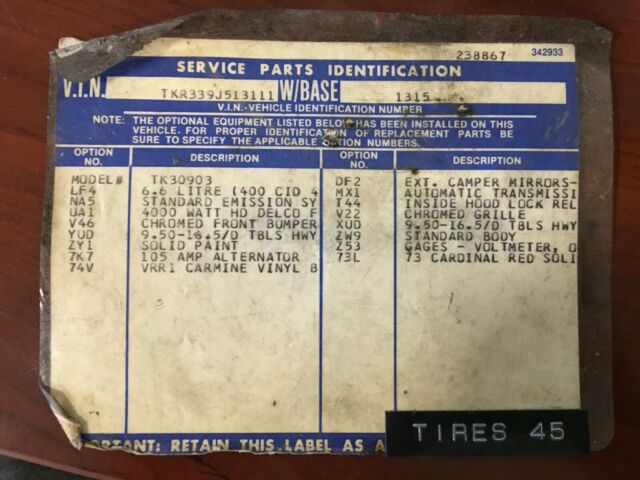 238867 342933
SERVICE PARTS IDENTIFICATION
V.I.N. TKR339J513111 W/BASE 1315
V.I.N.-VEHICLE IDENTIFICATION NUMBER
NOTE: THE OPTIONAL EQUIPMENT LISTED BELOW HAS BEEN INSTALLED ON THIS
VEHICLE. FOR PROPER IDENTIFICATION OF REPLACEMENT PARTS BE
SURE TO SPECIFY THE APPLICABLE OPTION NUMBERS.
OPTION NO. DESCRIPTION OPTION NO. DESCRIPTION
MODEL# TK30903 DF2 EXT. CAMPER MIRRORS-
LF4 6.6 LITRE (400 CID 4 MX1 AUTOMATIC TRANSMISSI
NA5 STANDARD EMISSION SY T44 INSIDE HOOD LOCK REL
UA1 4000 WATT HD DELCO F V22 CHROMED GRILLE
V46 CHROMED FRONT BUMPER XUD 9.50-16.5/D TBLS HWY
YUD 9.50-16.5/D TBLS HWY ZW9 STANDARD BODY
ZY1 SOLID PAINT Z53 GAGES - VOLTMETER, O
7K7 105 AMP ALTERNATOR 73L 73 CARDINAL RED SOLI
74V VRR1 CARMINE VINYL B
RTANT: RETAIN THIS LABEL AS A
TIRES 45